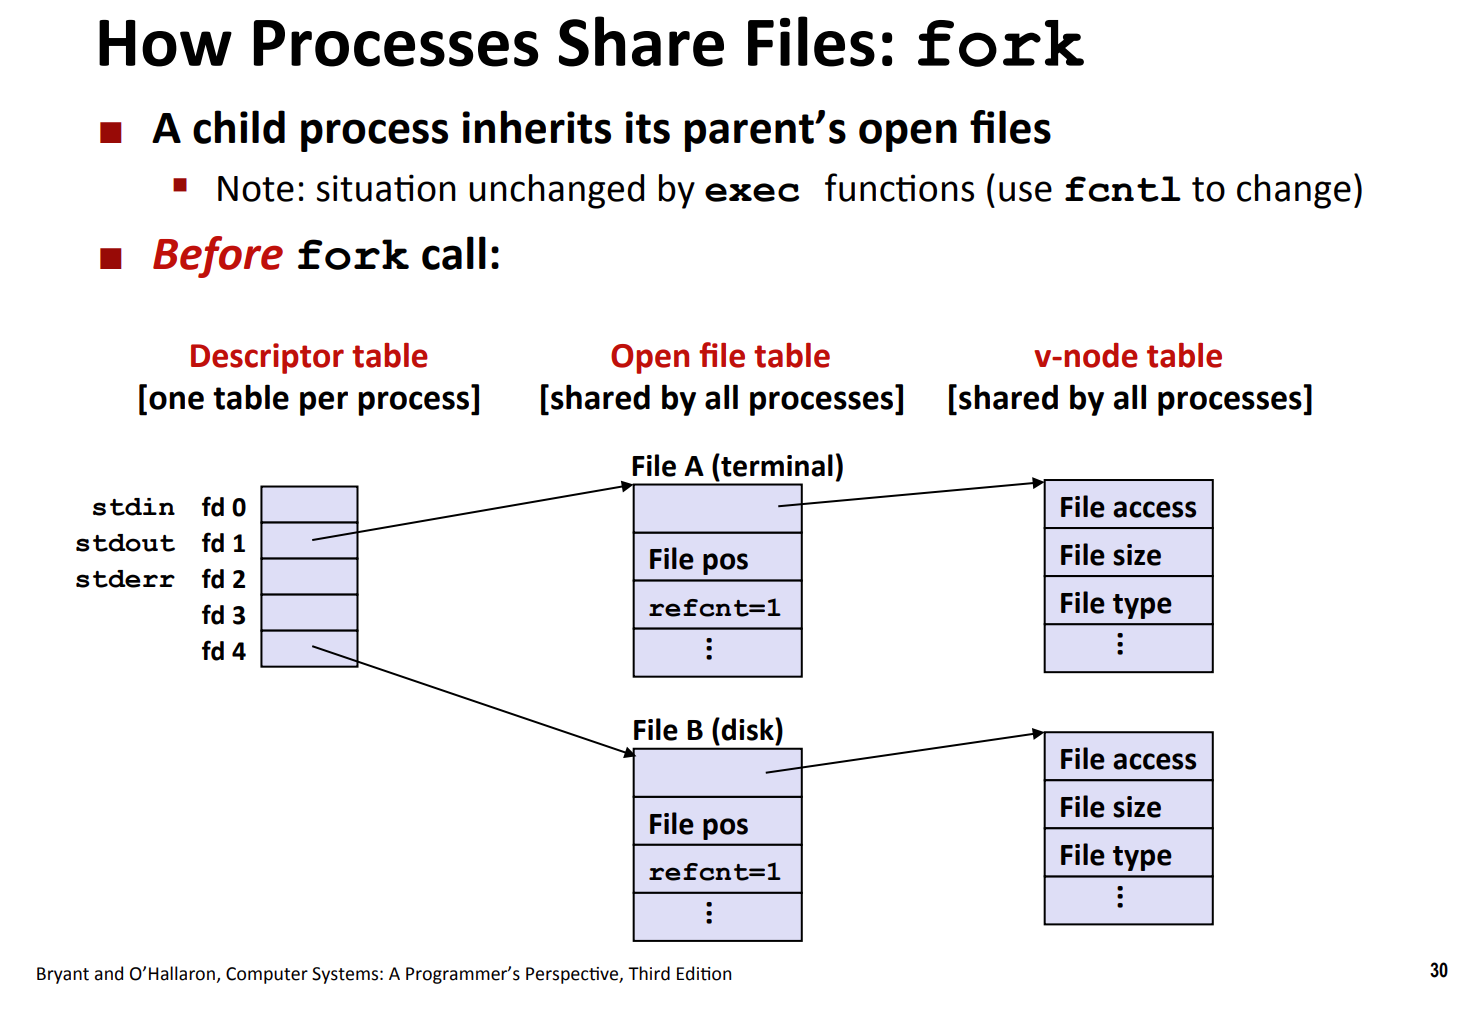 How Processes Share Files: fork
A child process inherits its parent’s open files
Note: situation unchanged by exec functions (use fcntl to change)
Before fork call:
Descriptor table
[one table per process]
Open file table
[shared by all processes]
v-node table
[shared by all processes]
stdin fd 0
stdout fd 1
stderr fd 2
fd 3
fd 4
File A (terminal)
File pos
refcnt=1
⋮
File access
File size
File type
⋮
File B (disk)
File pos
refcnt=1
⋮
File access
File size
File type
⋮
Bryant and O’Hallaron, Computer Systems: A Programmer’s Perspective, Third Edition
30